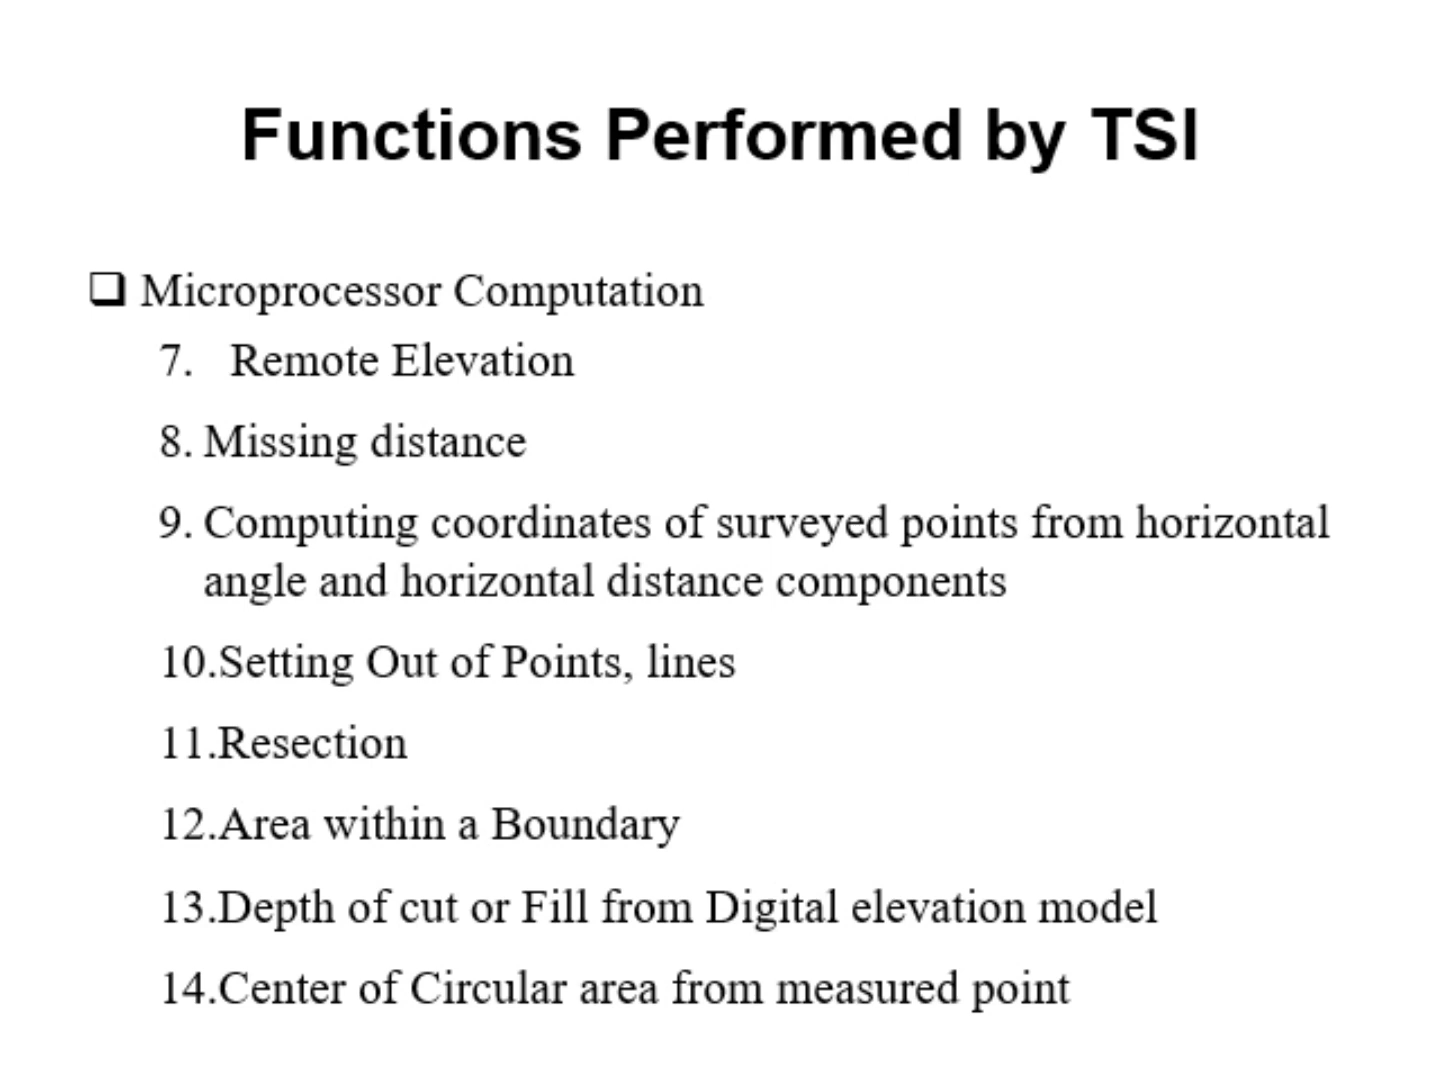 Functions Performed by TSI
❑ Microprocessor Computation
7. Remote Elevation
8. Missing distance
9. Computing coordinates of surveyed points from horizontal
angle and horizontal distance components
10.Setting Out of Points, lines
11.Resection
12.Area within a Boundary
13.Depth of cut or Fill from Digital elevation model
14.Center of Circular area from measured point